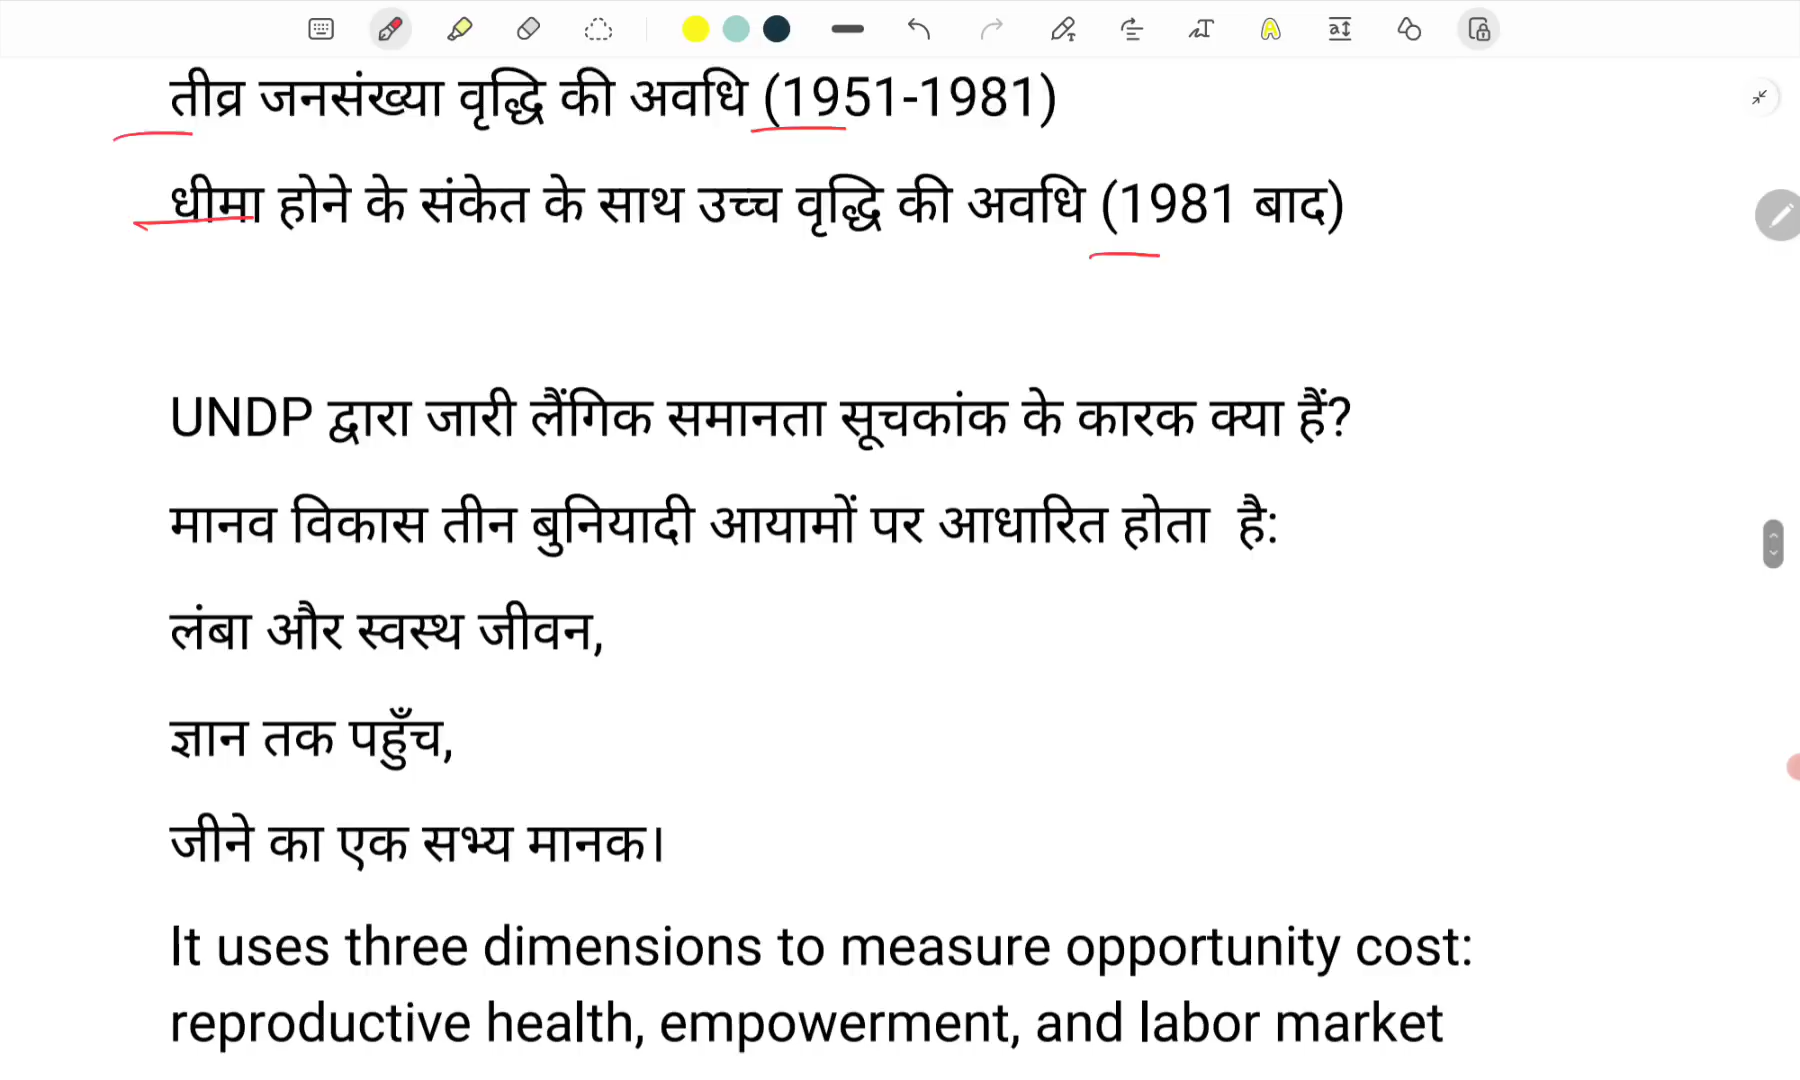 तीव्र जनसंख्या वृद्धि की अवधि (1951-1981)
धीमा होने के संकेत के साथ उच्च वृद्धि की अवधि (1981 बाद)
UNDP द्वारा जारी लैंगिक समानता सूचकांक के कारक क्या हैं?
मानव विकास तीन बुनियादी आयामों पर आधारित होता है:
लंबा और स्वस्थ जीवन,
ज्ञान तक पहुँच,
जीने का एक सभ्य मानक।
It uses three dimensions to measure opportunity cost:
reproductive health, empowerment, and labor market